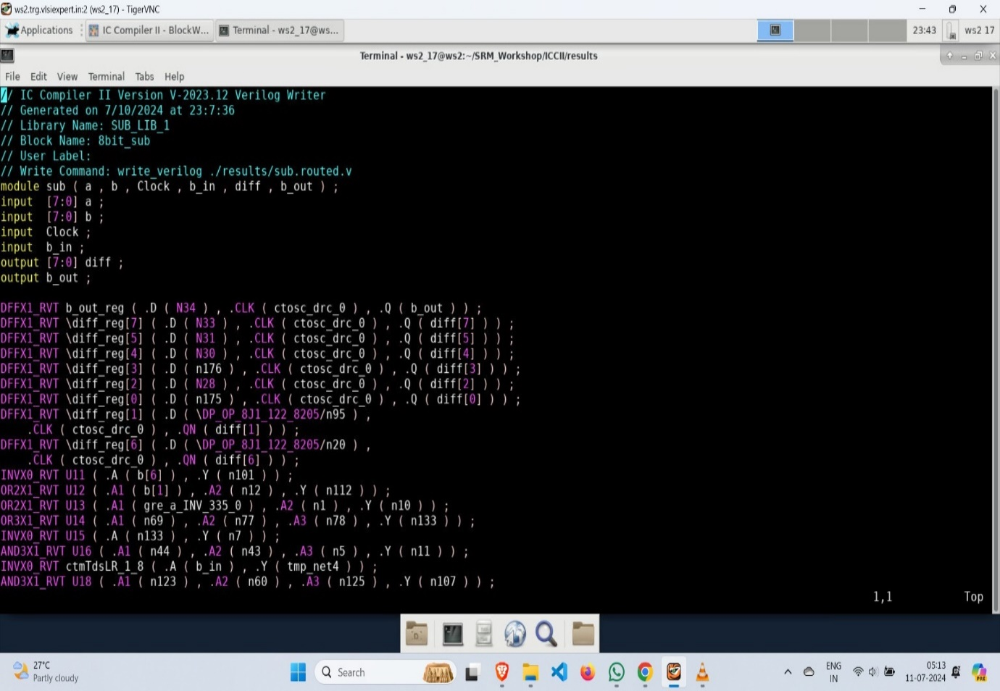 ws2.trg.vlsiexpert.in:2 (ws2_17) - TigerVNC
Applications
IC Compiler II - BlockW...
Terminal - ws2_17@ws...
23:43
ws2 17
Terminal - ws2_17@ws2:~/SRM_Workshop/ICCII/results
File Edit View Terminal Tabs Help
// IC Compiler II Version V-2023.12 Verilog Writer
// Generated on 7/10/2024 at 23:7:36
// Library Name: SUB_LIB_1
// Block Name: 8bit_sub
// User Label:
// Write Command: write_verilog ./results/sub.routed.v
module sub ( a , b , Clock , b_in , diff , b_out ) ;
input  [7:0] a ;
input  [7:0] b ;
input  Clock ;
input  b_in ;
output [7:0] diff ;
output b_out ;
DFFX1_RVT b_out_reg ( .D ( N34 ) , .CLK ( ctosc_drc_0 ) , .Q ( b_out ) ) ;
DFFX1_RVT \diff_reg[7] ( .D ( N33 ) , .CLK ( ctosc_drc_0 ) , .Q ( diff[7] ) ) ;
DFFX1_RVT \diff_reg[5] ( .D ( N31 ) , .CLK ( ctosc_drc_0 ) , .Q ( diff[5] ) ) ;
DFFX1_RVT \diff_reg[4] ( .D ( N30 ) , .CLK ( ctosc_drc_0 ) , .Q ( diff[4] ) ) ;
DFFX1_RVT \diff_reg[3] ( .D ( n176 ) , .CLK ( ctosc_drc_0 ) , .Q ( diff[3] ) ) ;
DFFX1_RVT \diff_reg[2] ( .D ( N28 ) , .CLK ( ctosc_drc_0 ) , .Q ( diff[2] ) ) ;
DFFX1_RVT \diff_reg[0] ( .D ( n175 ) , .CLK ( ctosc_drc_0 ) , .Q ( diff[0] ) ) ;
DFFX1_RVT \diff_reg[1] ( .D ( \DP_OP_8J1_122_8205/n95 ) ,
    .CLK ( ctosc_drc_0 ) , .QN ( diff[1] ) ) ;
DFFX1_RVT \diff_reg[6] ( .D ( \DP_OP_8J1_122_8205/n20 ) ,
    .CLK ( ctosc_drc_0 ) , .QN ( diff[6] ) ) ;
INVX0_RVT U11 ( .A ( b[6] ) , .Y ( n101 ) ) ;
OR2X1_RVT U12 ( .A1 ( b[1] ) , .A2 ( n12 ) , .Y ( n112 ) ) ;
OR2X1_RVT U13 ( .A1 ( gre_a_INV_335_0 ) , .A2 ( n1 ) , .Y ( n10 ) ) ;
OR3X1_RVT U14 ( .A1 ( n69 ) , .A2 ( n77 ) , .A3 ( n78 ) , .Y ( n133 ) ) ;
INVX0_RVT U15 ( .A ( n133 ) , .Y ( n7 ) ) ;
AND3X1_RVT U16 ( .A1 ( n44 ) , .A2 ( n43 ) , .A3 ( n5 ) , .Y ( n11 ) ) ;
INVX0_RVT ctmTdsLR_1_8 ( .A ( b_in ) , .Y ( tmp_net4 ) ) ;
AND3X1_RVT U18 ( .A1 ( n123 ) , .A2 ( n60 ) , .A3 ( n125 ) , .Y ( n107 ) ) ;
1,1
Top
27°C
Partly cloudy
Search
ENG
IN
05:13
11-07-2024
PRE